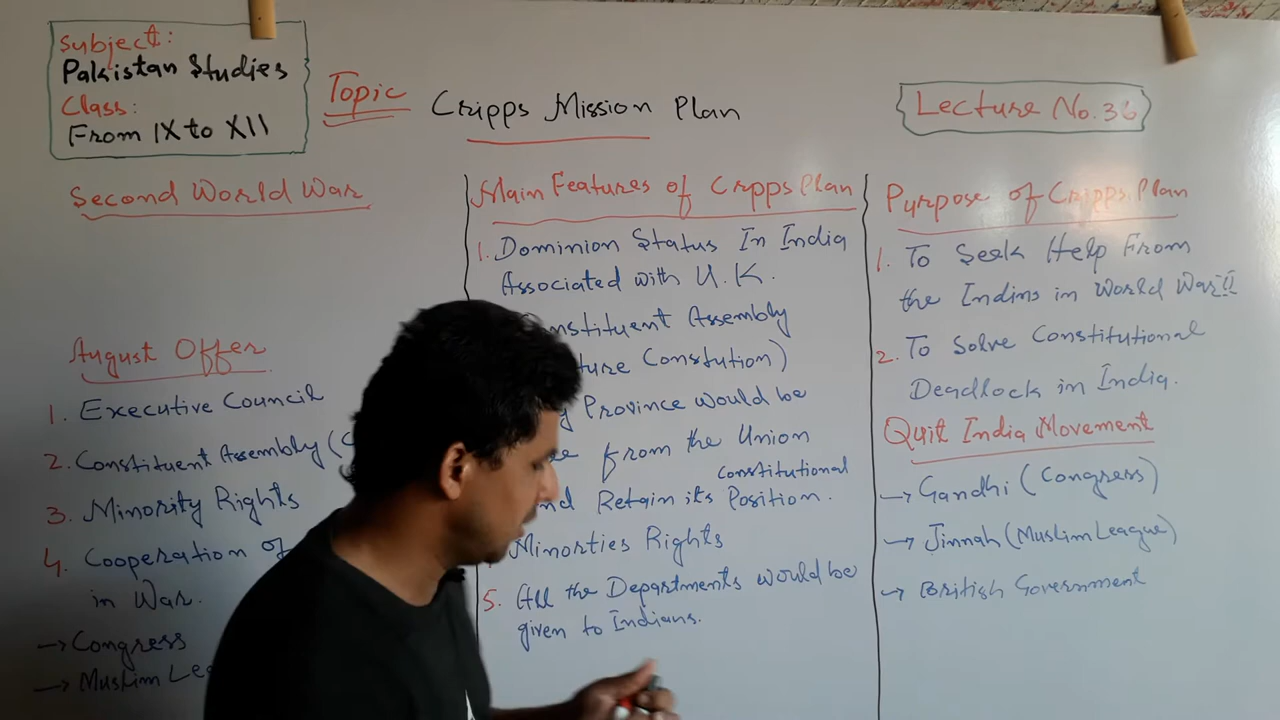 Subject:
Pakistan Studies
Class:
From IX to XII
Topic
Cripps Mission Plan
Lecture No. 36
Second World War
August Offer
1. Executive Council
2. Constituent Assembly (
3. Minority Rights
4. Cooperation of
in War.
→ Congress
→ Muslim Lea
Main Features of Cripps Plan
1. Dominion Status In India
Associated with U.K.
nstituent Assembly
ture Constution)
y Province would be
e from the Union
constitutional
nd Retain its Position.
Minorties Rights
5. All the Departments would be
given to Indians.
Purpose of Cripps Plan
1. To Seek Help From
the Indins in World War II
2. To Solve Constitutional
Deadlock in India.
Quit India Movement
→ Gandhi (Congress)
→ Jinnah (Muslim League)
→ British Government